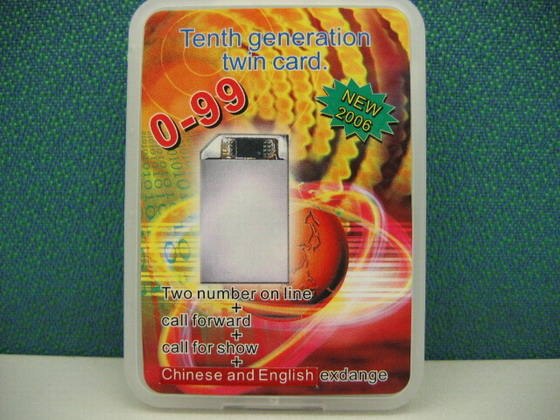 Tenth generation
twin card.
0-99
NEW
2006
Two number on line
+
call forward
+
call for show
+
Chinese and English exdange